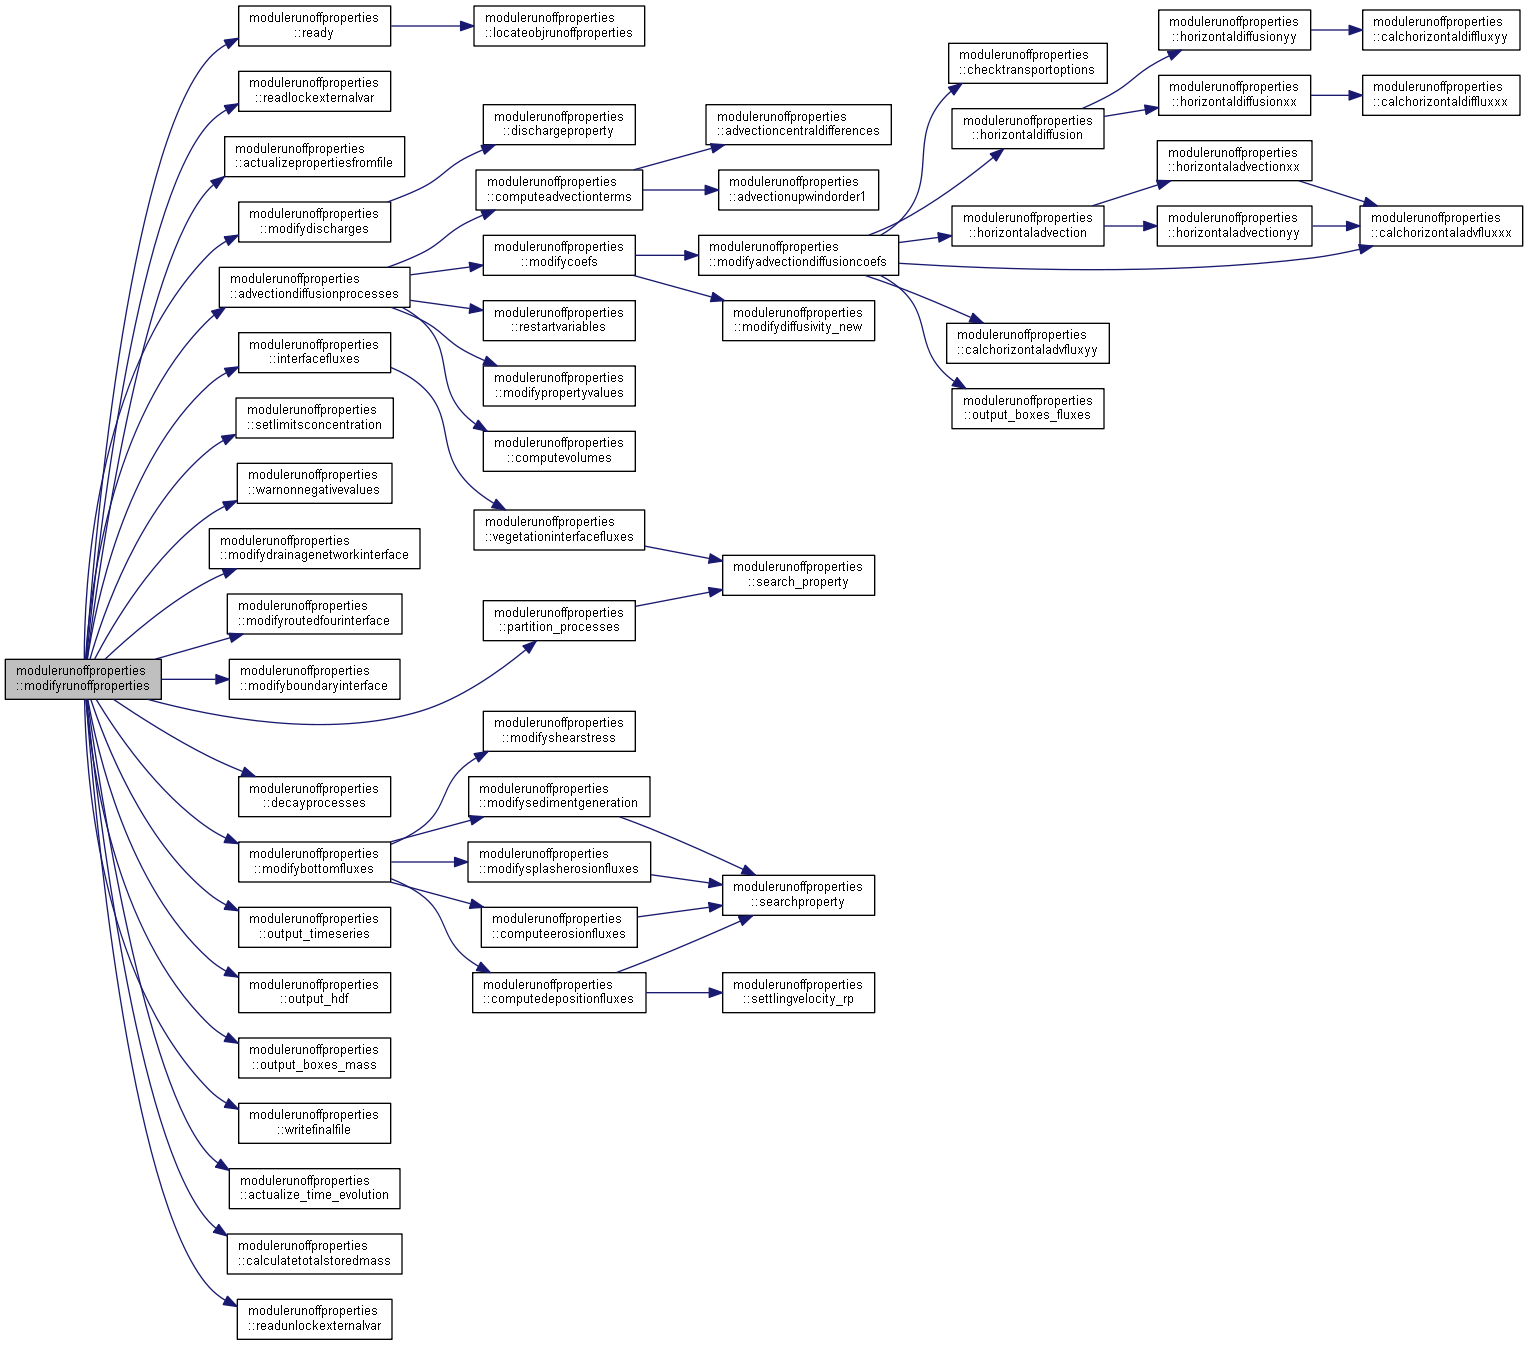 modulerunoffproperties
::modifyrunoffproperties
modulerunoffproperties
::ready
modulerunoffproperties
::locateobjrunoffproperties
modulerunoffproperties
::readlockexternalvar
modulerunoffproperties
::actualizepropertiesfromfile
modulerunoffproperties
::modifydischarges
modulerunoffproperties
::dischargeproperty
modulerunoffproperties
::advectiondiffusionprocesses
modulerunoffproperties
::computeadvectionterms
modulerunoffproperties
::advectioncentraldifferences
modulerunoffproperties
::advectionupwindorder1
modulerunoffproperties
::modifycoefs
modulerunoffproperties
::modifyadvectiondiffusioncoefs
modulerunoffproperties
::checktransportoptions
modulerunoffproperties
::horizontaldiffusion
modulerunoffproperties
::horizontaldiffusionyy
modulerunoffproperties
::calchorizontaldiffluxyy
modulerunoffproperties
::horizontaldiffusionxx
modulerunoffproperties
::calchorizontaldiffluxxx
modulerunoffproperties
::horizontaladvection
modulerunoffproperties
::horizontaladvectionxx
modulerunoffproperties
::horizontaladvectionyy
modulerunoffproperties
::calchorizontaladvfluxxx
modulerunoffproperties
::calchorizontaladvfluxyy
modulerunoffproperties
::output_boxes_fluxes
modulerunoffproperties
::modifydiffusivity_new
modulerunoffproperties
::restartvariables
modulerunoffproperties
::modifypropertyvalues
modulerunoffproperties
::computevolumes
modulerunoffproperties
::interfacefluxes
modulerunoffproperties
::vegetationinterfacefluxes
modulerunoffproperties
::search_property
modulerunoffproperties
::setlimitsconcentration
modulerunoffproperties
::warnonnegativevalues
modulerunoffproperties
::modifydrainagenetworkinterface
modulerunoffproperties
::modifyroutedfourinterface
modulerunoffproperties
::modifyboundaryinterface
modulerunoffproperties
::partition_processes
modulerunoffproperties
::decayprocesses
modulerunoffproperties
::modifybottomfluxes
modulerunoffproperties
::modifyshearstress
modulerunoffproperties
::modifysedimentgeneration
modulerunoffproperties
::modifysplasherosionfluxes
modulerunoffproperties
::computeerosionfluxes
modulerunoffproperties
::computedepositionfluxes
modulerunoffproperties
::searchproperty
modulerunoffproperties
::settlingvelocity_rp
modulerunoffproperties
::output_timeseries
modulerunoffproperties
::output_hdf
modulerunoffproperties
::output_boxes_mass
modulerunoffproperties
::writefinalfile
modulerunoffproperties
::actualize_time_evolution
modulerunoffproperties
::calculatetotalstoredmass
modulerunoffproperties
::readunlockexternalvar